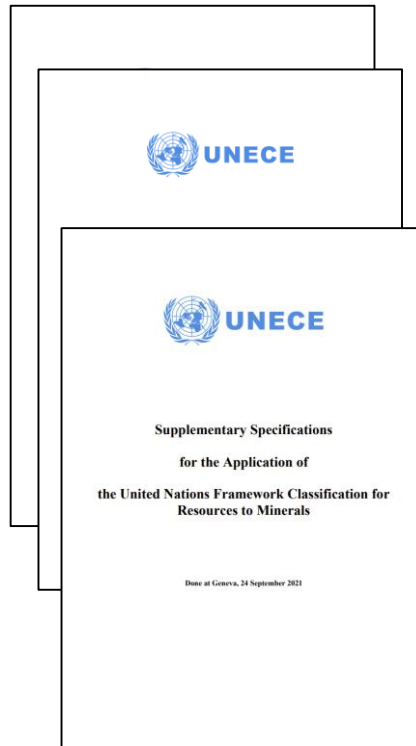 UNECE
UNECE
Supplementary Specifications
for the Application of
the United Nations Framework Classification for
Resources to Minerals
Done at Geneva, 24 September 2021